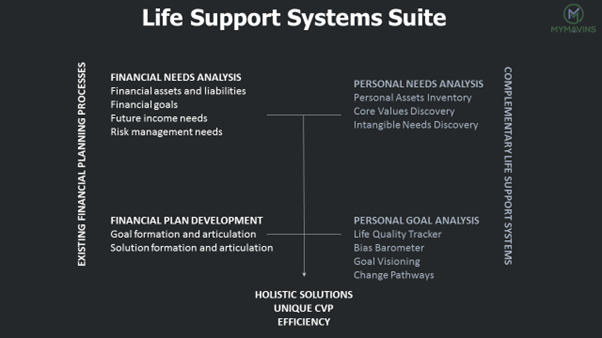 Life Support Systems Suite
MYMAVINS
EXISTING FINANCIAL PLANNING PROCESSES
FINANCIAL NEEDS ANALYSIS
Financial assets and liabilities
Financial goals
Future income needs
Risk management needs
PERSONAL NEEDS ANALYSIS
Personal Assets Inventory
Core Values Discovery
Intangible Needs Discovery
COMPLEMENTARY LIFE SUPPORT SYSTEMS
FINANCIAL PLAN DEVELOPMENT
Goal formation and articulation
Solution formation and articulation
PERSONAL GOAL ANALYSIS
Life Quality Tracker
Bias Barometer
Goal Visioning
Change Pathways
HOLISTIC SOLUTIONS
UNIQUE CVP
EFFICIENCY